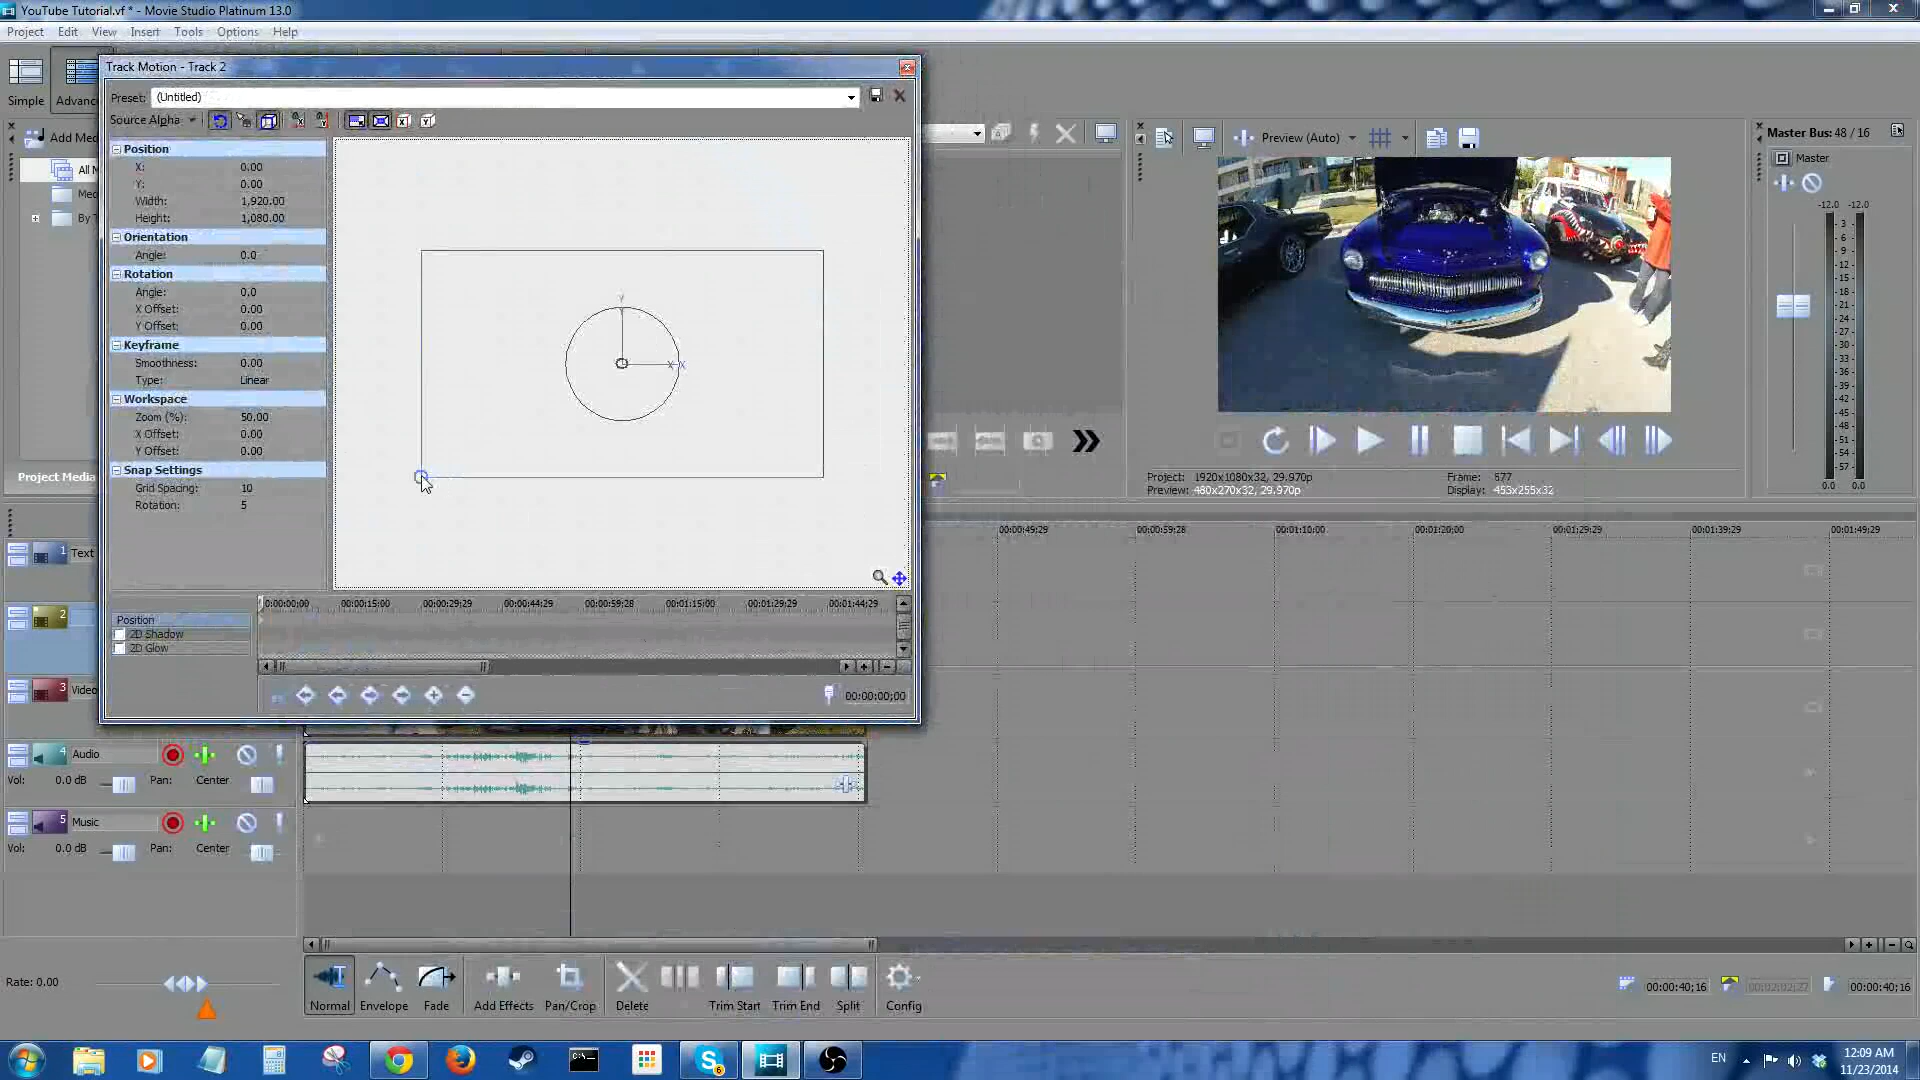 YouTube Tutorial.vf * - Movie Studio Platinum 13.0
Project Edit View Insert Tools Options Help
Simple
Advanc
Track Motion - Track 2
Preset: (Untitled)
Source Alpha
Position
X: 0.00
Y: 0.00
Width: 1,920.00
Height: 1,080.00
Orientation
Angle: 0.0
Rotation
Angle: 0.0
X Offset: 0.00
Y Offset: 0.00
Keyframe
Smoothness: 0.00
Type: Linear
Workspace
Zoom (%): 50.00
X Offset: 0.00
Y Offset: 0.00
Snap Settings
Grid Spacing: 10
Rotation: 5
Y
X X
0:00:00;00 00:00:15:00 00:00:29;29 00:00:44;29 00:00:59;28 00:01:15;00 00:01:29;29 00:01:44;29
Position
2D Shadow
2D Glow
00:00:00;00
Add Med
All M
Med
By T
Project Media
Preview (Auto)
Project: 1920x1080x32, 29.970p
Preview: 480x270x32, 29.970p
Frame: 577
Display: 453x255x32
Master Bus: 48 / 16
Master
-12.0 -12.0
3
6
9
12
15
18
21
24
27
30
33
36
39
42
45
48
51
54
57
0.0 0.0
00:00:49;29 00:00:59;28 00:01:10;00 00:01:20;00 00:01:29;29 00:01:39;29 00:01:49;29
1 Text
2
3 Video
4 Audio
Vol: 0.0 dB Pan: Center
5 Music
Vol: 0.0 dB Pan: Center
Rate: 0.00
Normal Envelope Fade Add Effects Pan/Crop Delete Trim Start Trim End Split Config
00:00:40;16 00:02:02;27 00:00:40;16
6
EN
12:09 AM
11/23/2014